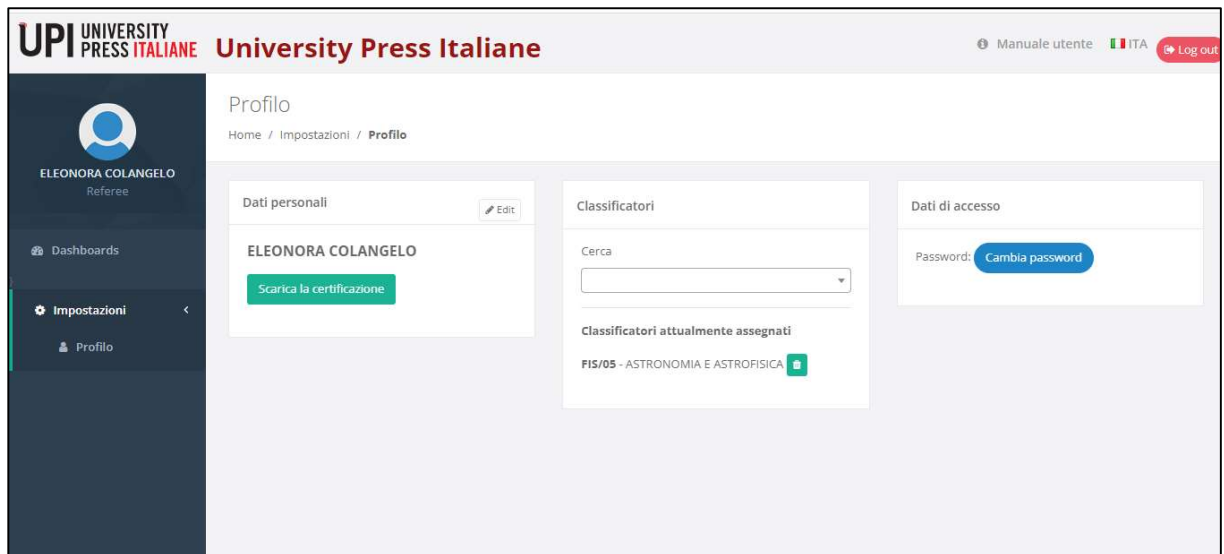 UPI UNIVERSITY
PRESS ITALIANE
University Press Italiane
Manuale utente
ITA
Log out
ELEONORA COLANGELO
Referee
Dashboards
Impostazioni
Profilo
Profilo
Home / Impostazioni / Profilo
Dati personali
Edit
ELEONORA COLANGELO
Scarica la certificazione
Classificatori
Cerca
Classificatori attualmente assegnati
FIS/05 - ASTRONOMIA E ASTROFISICA
Dati di accesso
Password: Cambia password